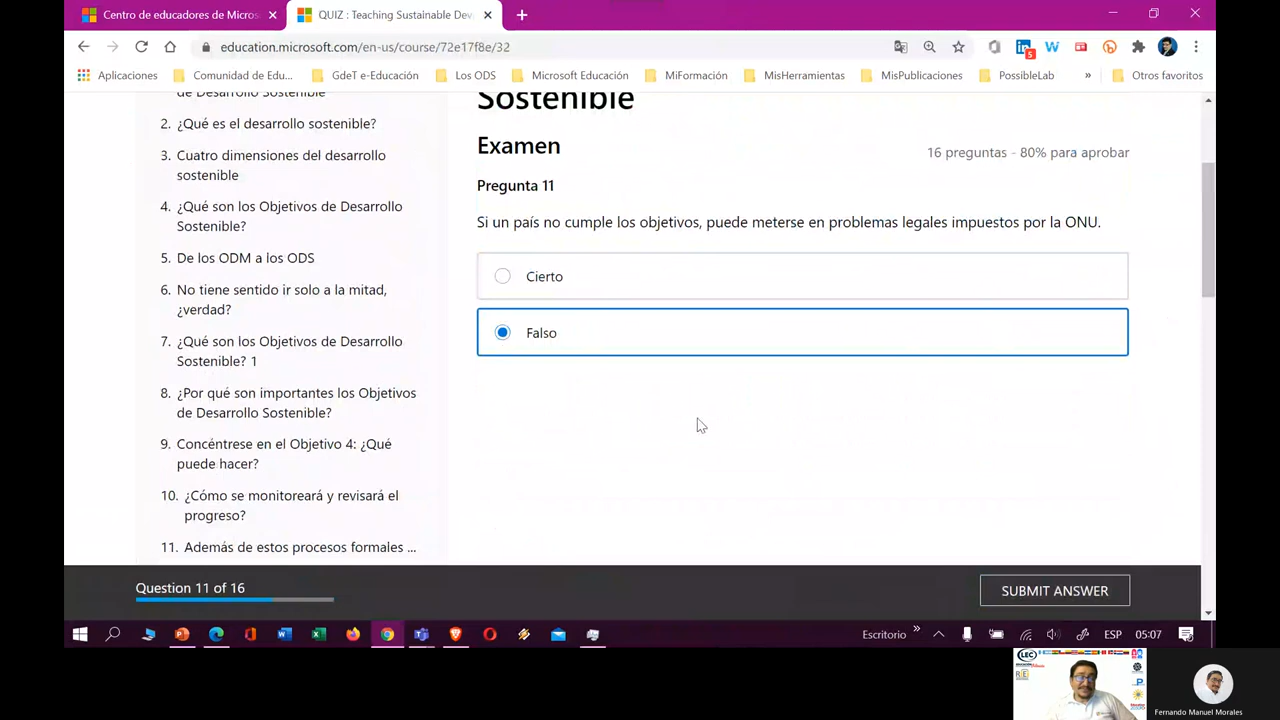 Centro de educadores de Micros
QUIZ : Teaching Sustainable Dev
education.microsoft.com/en-us/course/72e17f8e/32
5
Aplicaciones
Comunidad de Edu...
GdeT e-Educación
Los ODS
Microsoft Educación
MiFormación
MisHerramientas
MisPublicaciones
PossibleLab
»
Otros favoritos
de Desarrollo Sostenible
2. ¿Qué es el desarrollo sostenible?
3. Cuatro dimensiones del desarrollo
sostenible
4. ¿Qué son los Objetivos de Desarrollo
Sostenible?
5. De los ODM a los ODS
6. No tiene sentido ir solo a la mitad,
¿verdad?
7. ¿Qué son los Objetivos de Desarrollo
Sostenible? 1
8. ¿Por qué son importantes los Objetivos
de Desarrollo Sostenible?
9. Concéntrese en el Objetivo 4: ¿Qué
puede hacer?
10. ¿Cómo se monitoreará y revisará el
progreso?
11. Además de estos procesos formales ...
Sostenible
Examen
16 preguntas - 80% para aprobar
Pregunta 11
Si un país no cumple los objetivos, puede meterse en problemas legales impuestos por la ONU.
Cierto
Falso
Question 11 of 16
SUBMIT ANSWER
Escritorio
»
ESP
05:07
LEC
Fernando Manuel Morales